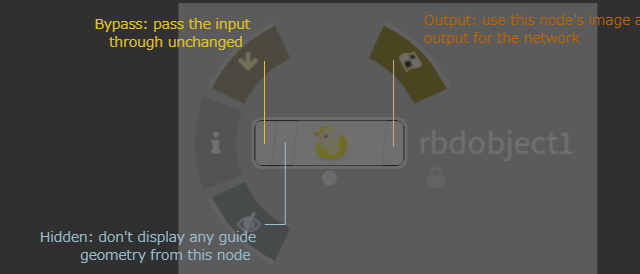 Bypass: pass the input
through unchanged
Output: use this node's image a
output for the network
rbdobject1
Hidden: don't display any guide
geometry from this node